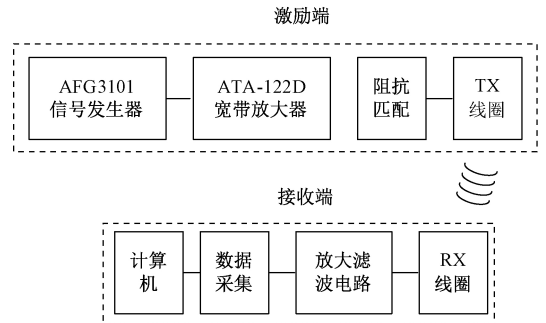 激励端
AFG3101
信号发生器
ATA-122D
宽带放大器
阻抗
匹配
TX
线圈
接收端
计算
机
数据
采集
放大滤
波电路
RX
线圈